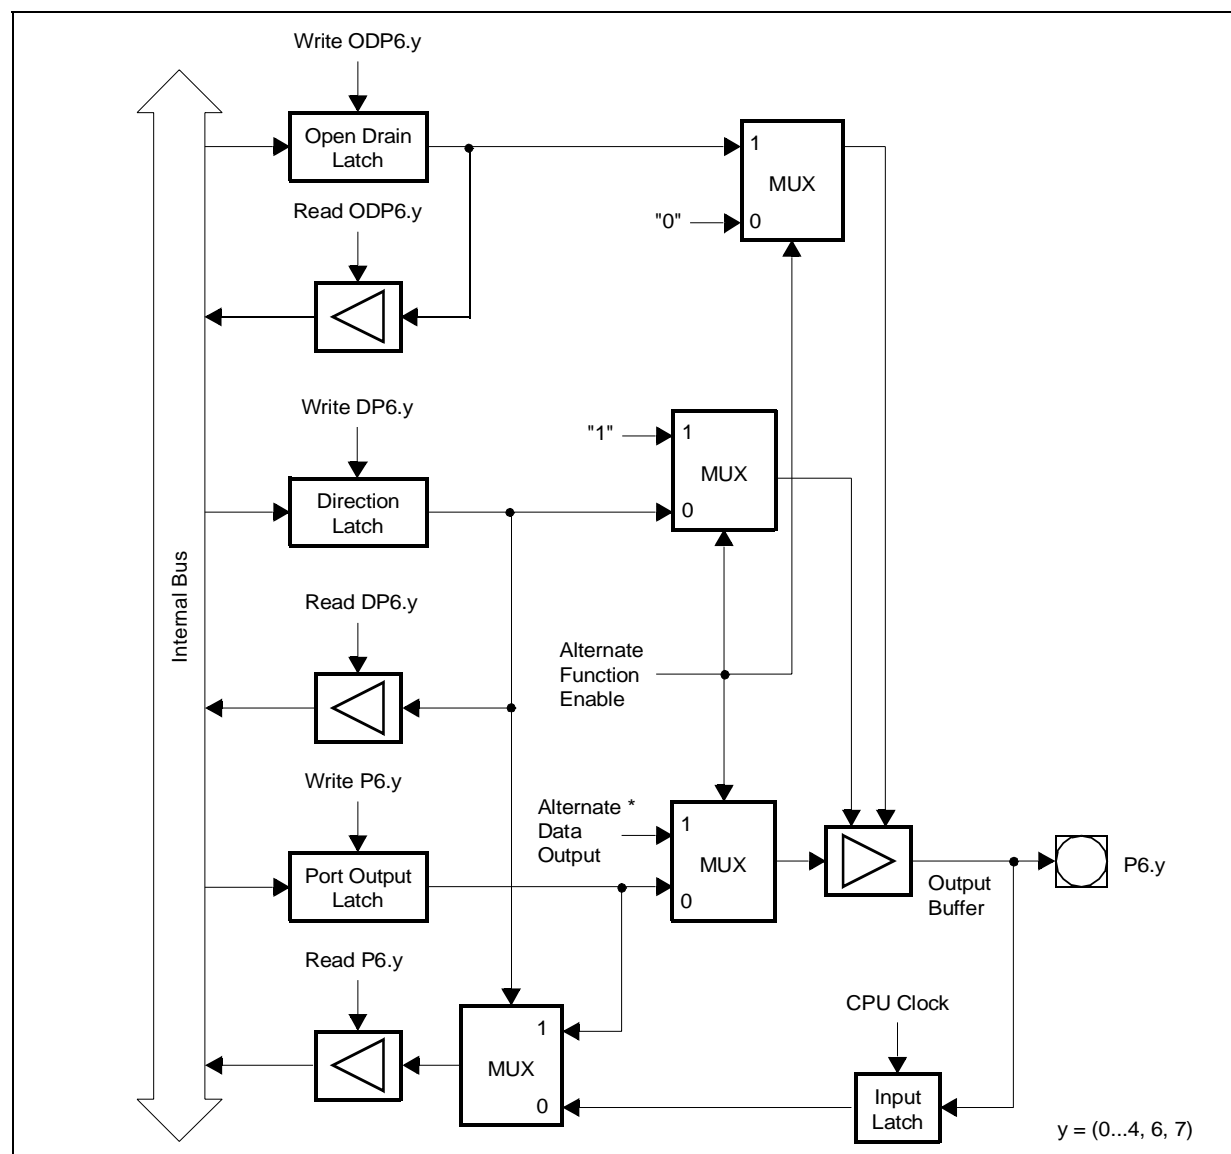 Write ODP6.y
Open Drain
Latch
1
MUX
Read ODP6.y
"0"
0
Write DP6.y
"1"
1
MUX
Direction
Latch
0
Internal Bus
Read DP6.y
Alternate
Function
Enable
Write P6.y
Alternate *
Data
Output
1
MUX
Port Output
Latch
0
Output
Buffer
P6.y
Read P6.y
CPU Clock
1
MUX
0
Input
Latch
y = (0...4, 6, 7)